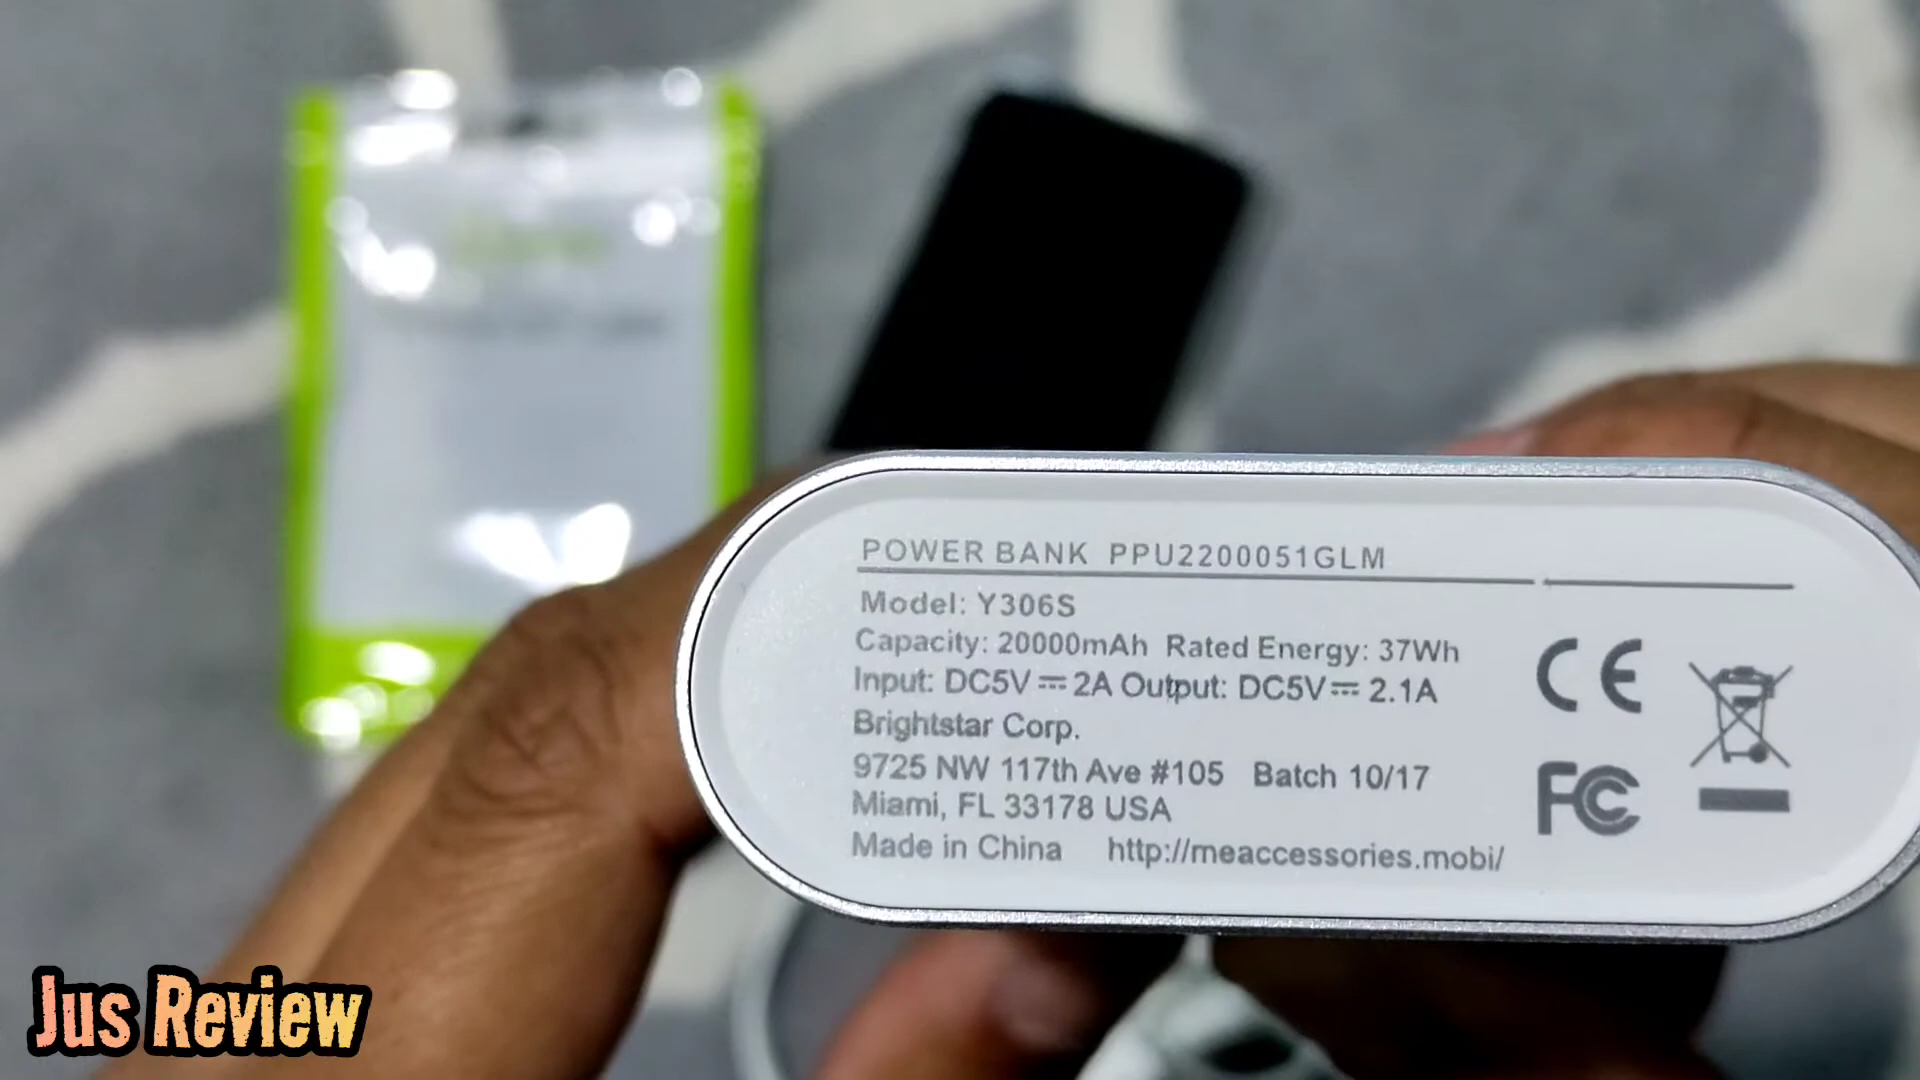 POWER BANK PPU2200051GLM
Model: Y306S
Capacity: 20000mAh Rated Energy: 37Wh
Input: DC5V⎓2A Output: DC5V⎓2.1A
Brightstar Corp.
9725 NW 117th Ave #105 Batch 10/17
Miami, FL 33178 USA
Made in China http://meaccessories.mobi/
CE
FC
Jus Review